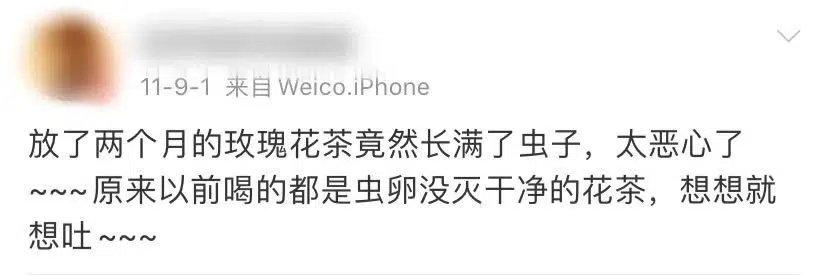 11-9-1 来自 Weico.iPhone
放了两个月的玫瑰花茶竟然长满了虫子，太恶心了
~~~原来以前喝的都是虫卵没灭干净的花茶，想想就
想吐~~~